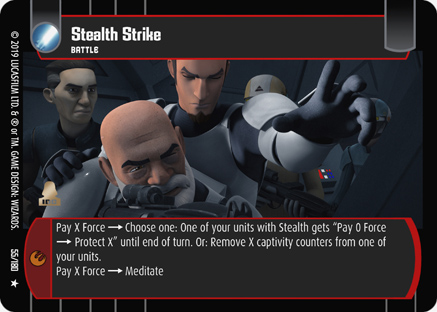 Stealth Strike
BATTLE
Pay X Force → Choose one: One of your units with Stealth gets "Pay 0 Force
→ Protect X" until end of turn. Or: Remove X captivity counters from one of
your units.
Pay X Force → Meditate
© 2019 LUCASFILM LTD. & ® or TM. GAME DESIGN: WIZARDS.
55/180 ★